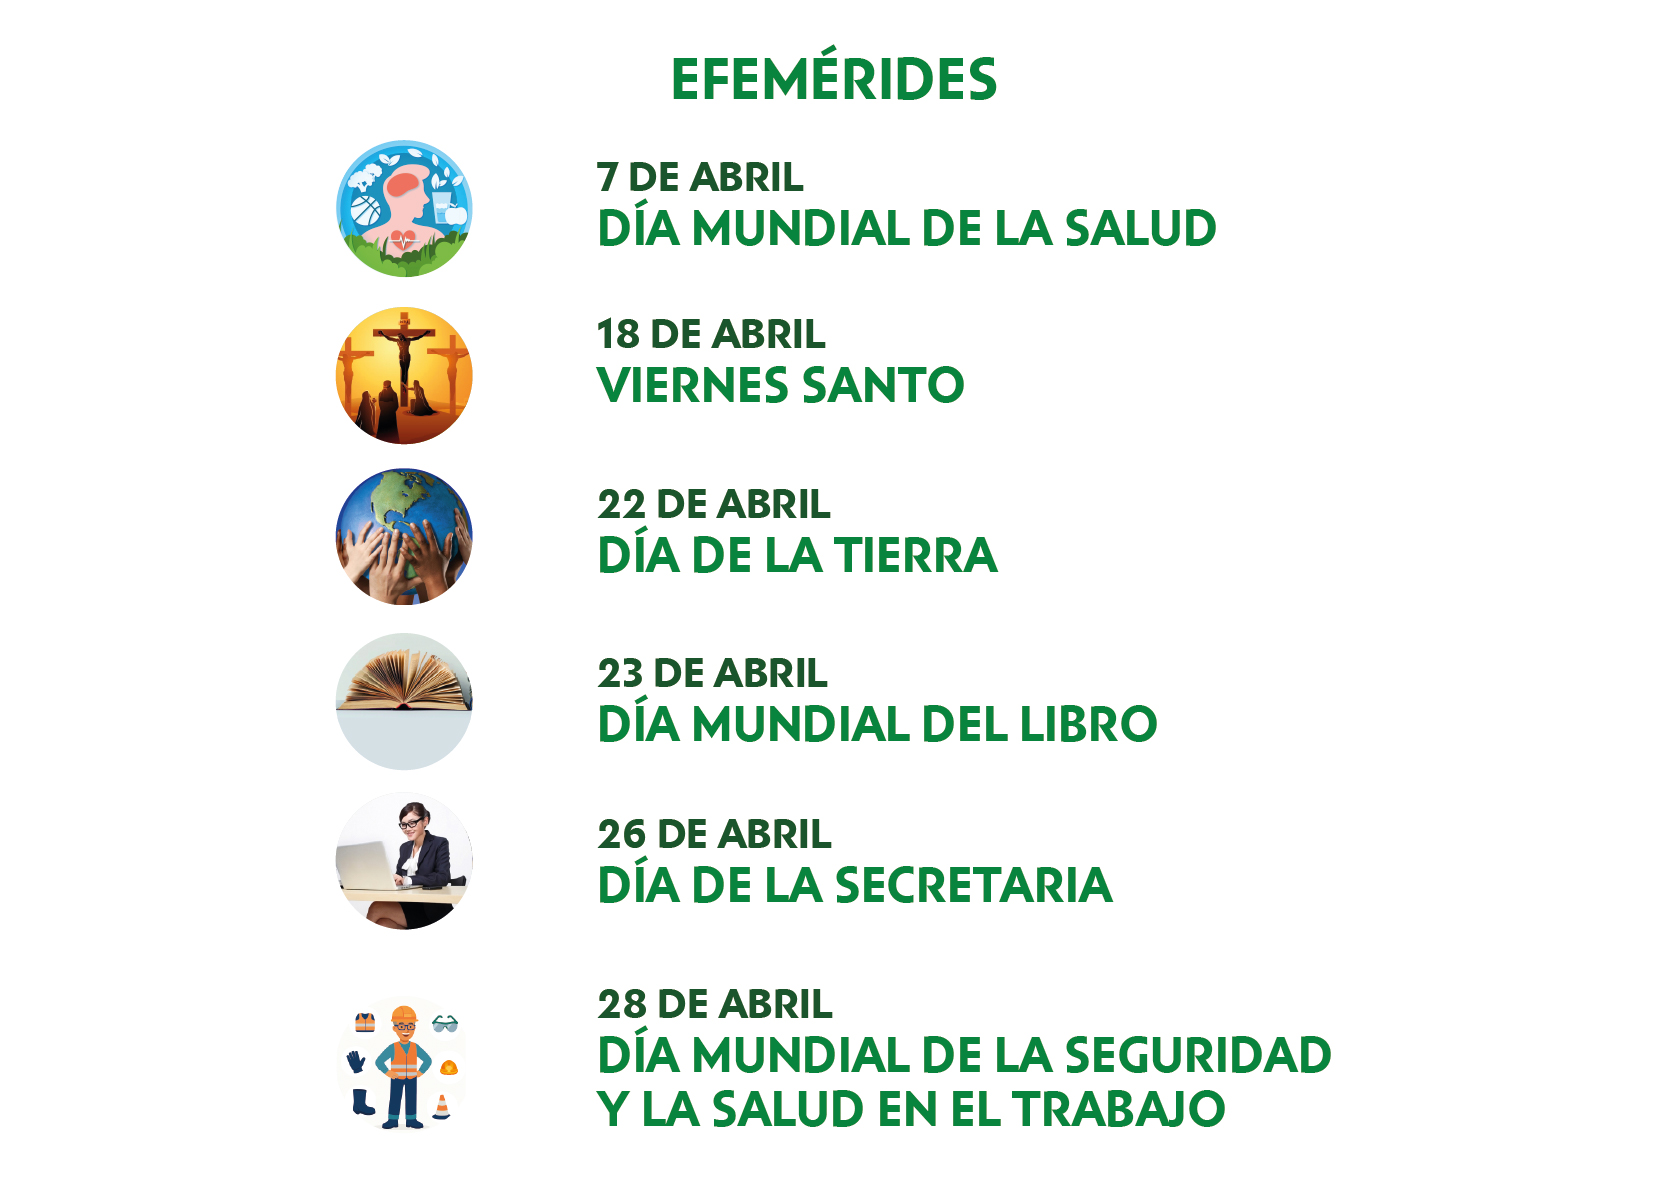 EFEMÉRIDES
7 DE ABRIL
DÍA MUNDIAL DE LA SALUD
18 DE ABRIL
VIERNES SANTO
22 DE ABRIL
DÍA DE LA TIERRA
23 DE ABRIL
DÍA MUNDIAL DEL LIBRO
26 DE ABRIL
DÍA DE LA SECRETARIA
28 DE ABRIL
DÍA MUNDIAL DE LA SEGURIDAD
Y LA SALUD EN EL TRABAJO